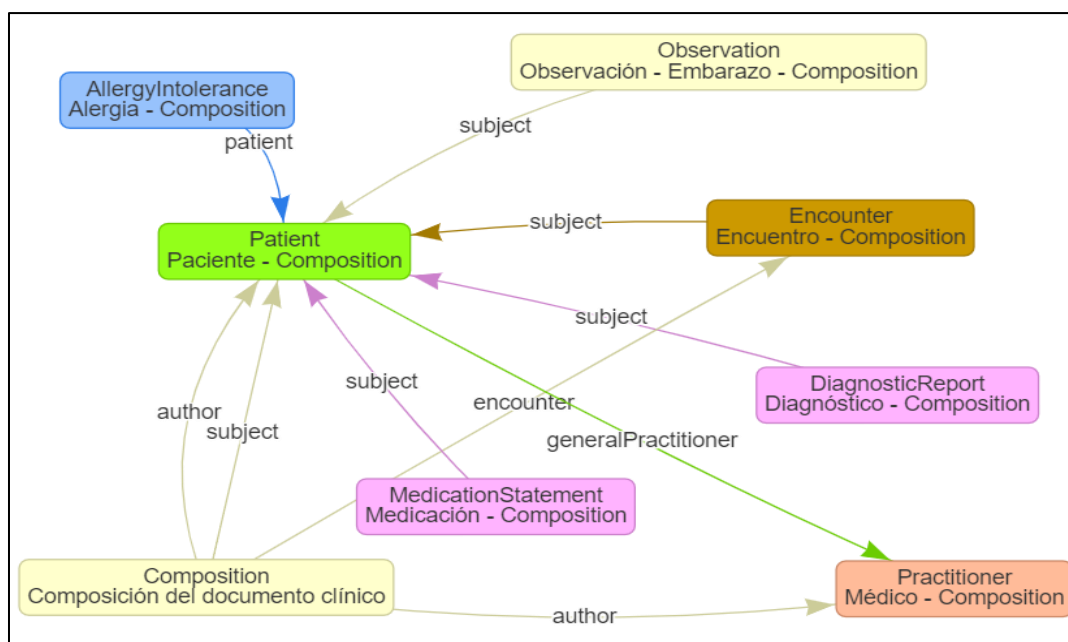 Observation
Observación - Embarazo - Composition
AllergyIntolerance
Alergia - Composition
subject
patient
Encounter
Encuentro - Composition
subject
Patient
Paciente - Composition
subject
DiagnosticReport
Diagnóstico - Composition
subject
encounter
author
subject
generalPractitioner
MedicationStatement
Medicación - Composition
Composition
Composición del documento clínico
Practitioner
Médico - Composition
author